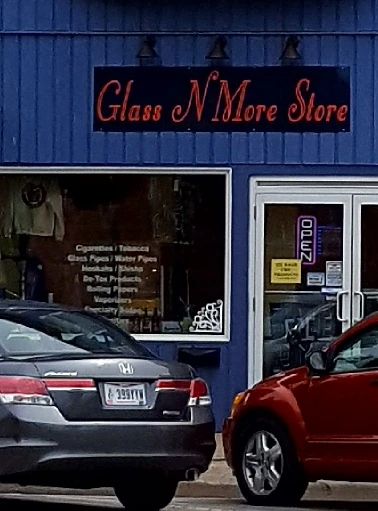 Glass N More Store
OPEN
Cigarettes / Tobacco
Glass Pipes / Water Pipes
Hookahs / Shisha
De-Tox Products
Rolling Papers
Vaporizers
Accord